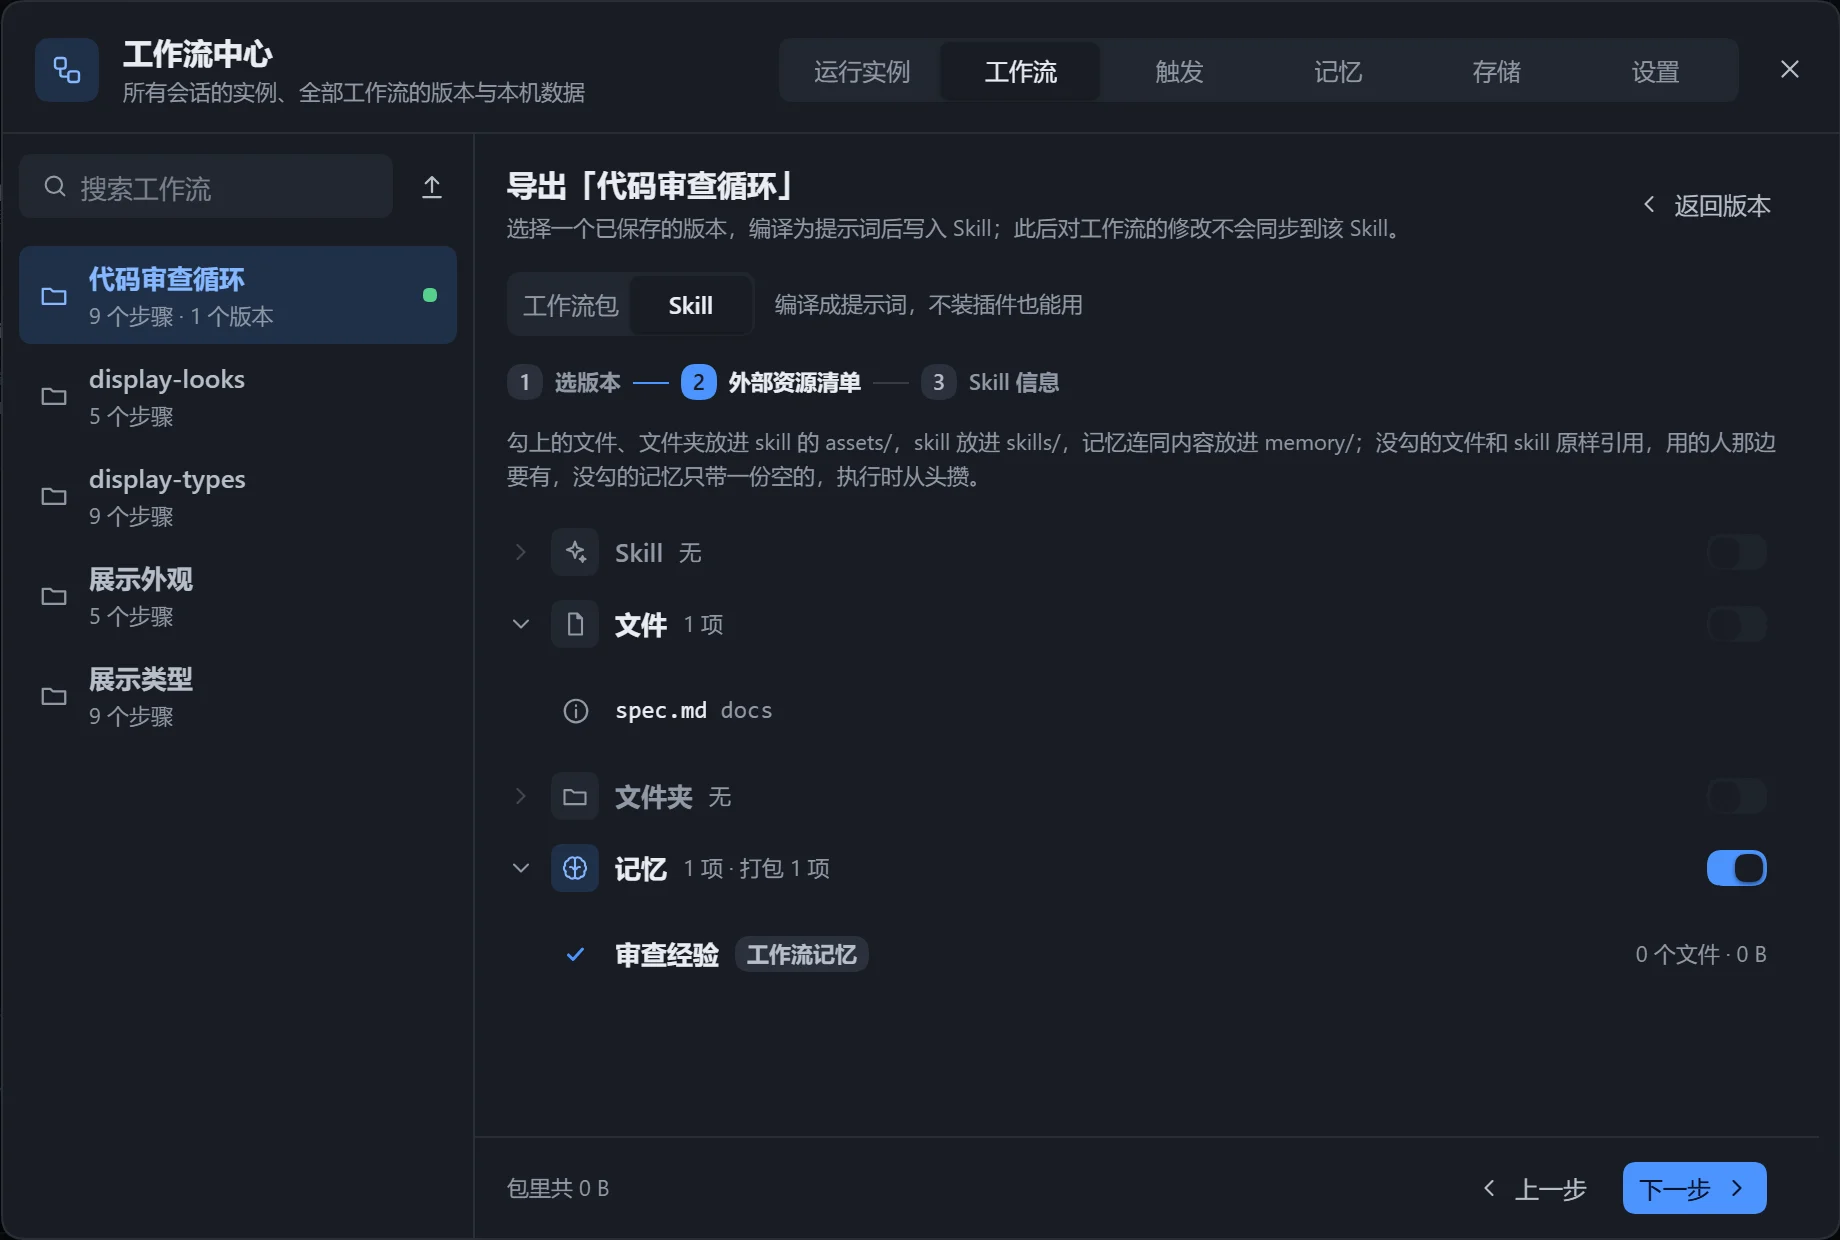 工作流中心
所有会话的实例、全部工作流的版本与本机数据
运行实例
工作流
触发
记忆
存储
设置
搜索工作流
代码审查循环
9 个步骤 · 1 个版本
display-looks
5 个步骤
display-types
9 个步骤
展示外观
5 个步骤
展示类型
9 个步骤
导出「代码审查循环」
选择一个已保存的版本，编译为提示词后写入 Skill；此后对工作流的修改不会同步到该 Skill。
返回版本
工作流包
Skill
编译成提示词，不装插件也能用
1 选版本
2 外部资源清单
3 Skill 信息
勾上的文件、文件夹放进 skill 的 assets/，skill 放进 skills/，记忆连同内容放进 memory/；没勾的文件和 skill 原样引用，用的人那边
要有，没勾的记忆只带一份空的，执行时从头攒。
Skill 无
文件 1 项
spec.md docs
文件夹 无
记忆 1 项 · 打包 1 项
审查经验 工作流记忆
0 个文件 · 0 B
包里共 0 B
上一步
下一步